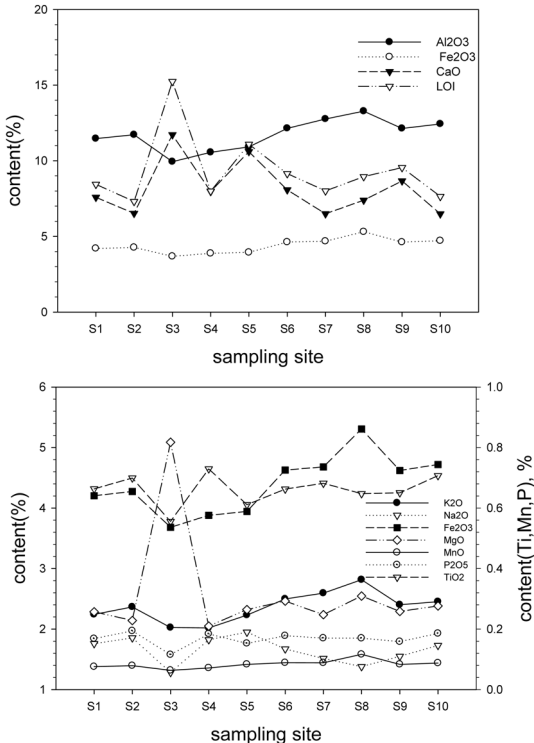 20
15
10
5
0
content(%)
Al2O3
Fe2O3
CaO
LOI
S1 S2 S3 S4 S5 S6 S7 S8 S9 S10
sampling site
6
5
4
3
2
1
content(%)
1.0
0.8
0.6
0.4
0.2
0.0
content(Ti,Mn,P), %
K2O
Na2O
Fe2O3
MgO
MnO
P2O5
TiO2
S1 S2 S3 S4 S5 S6 S7 S8 S9 S10
sampling site